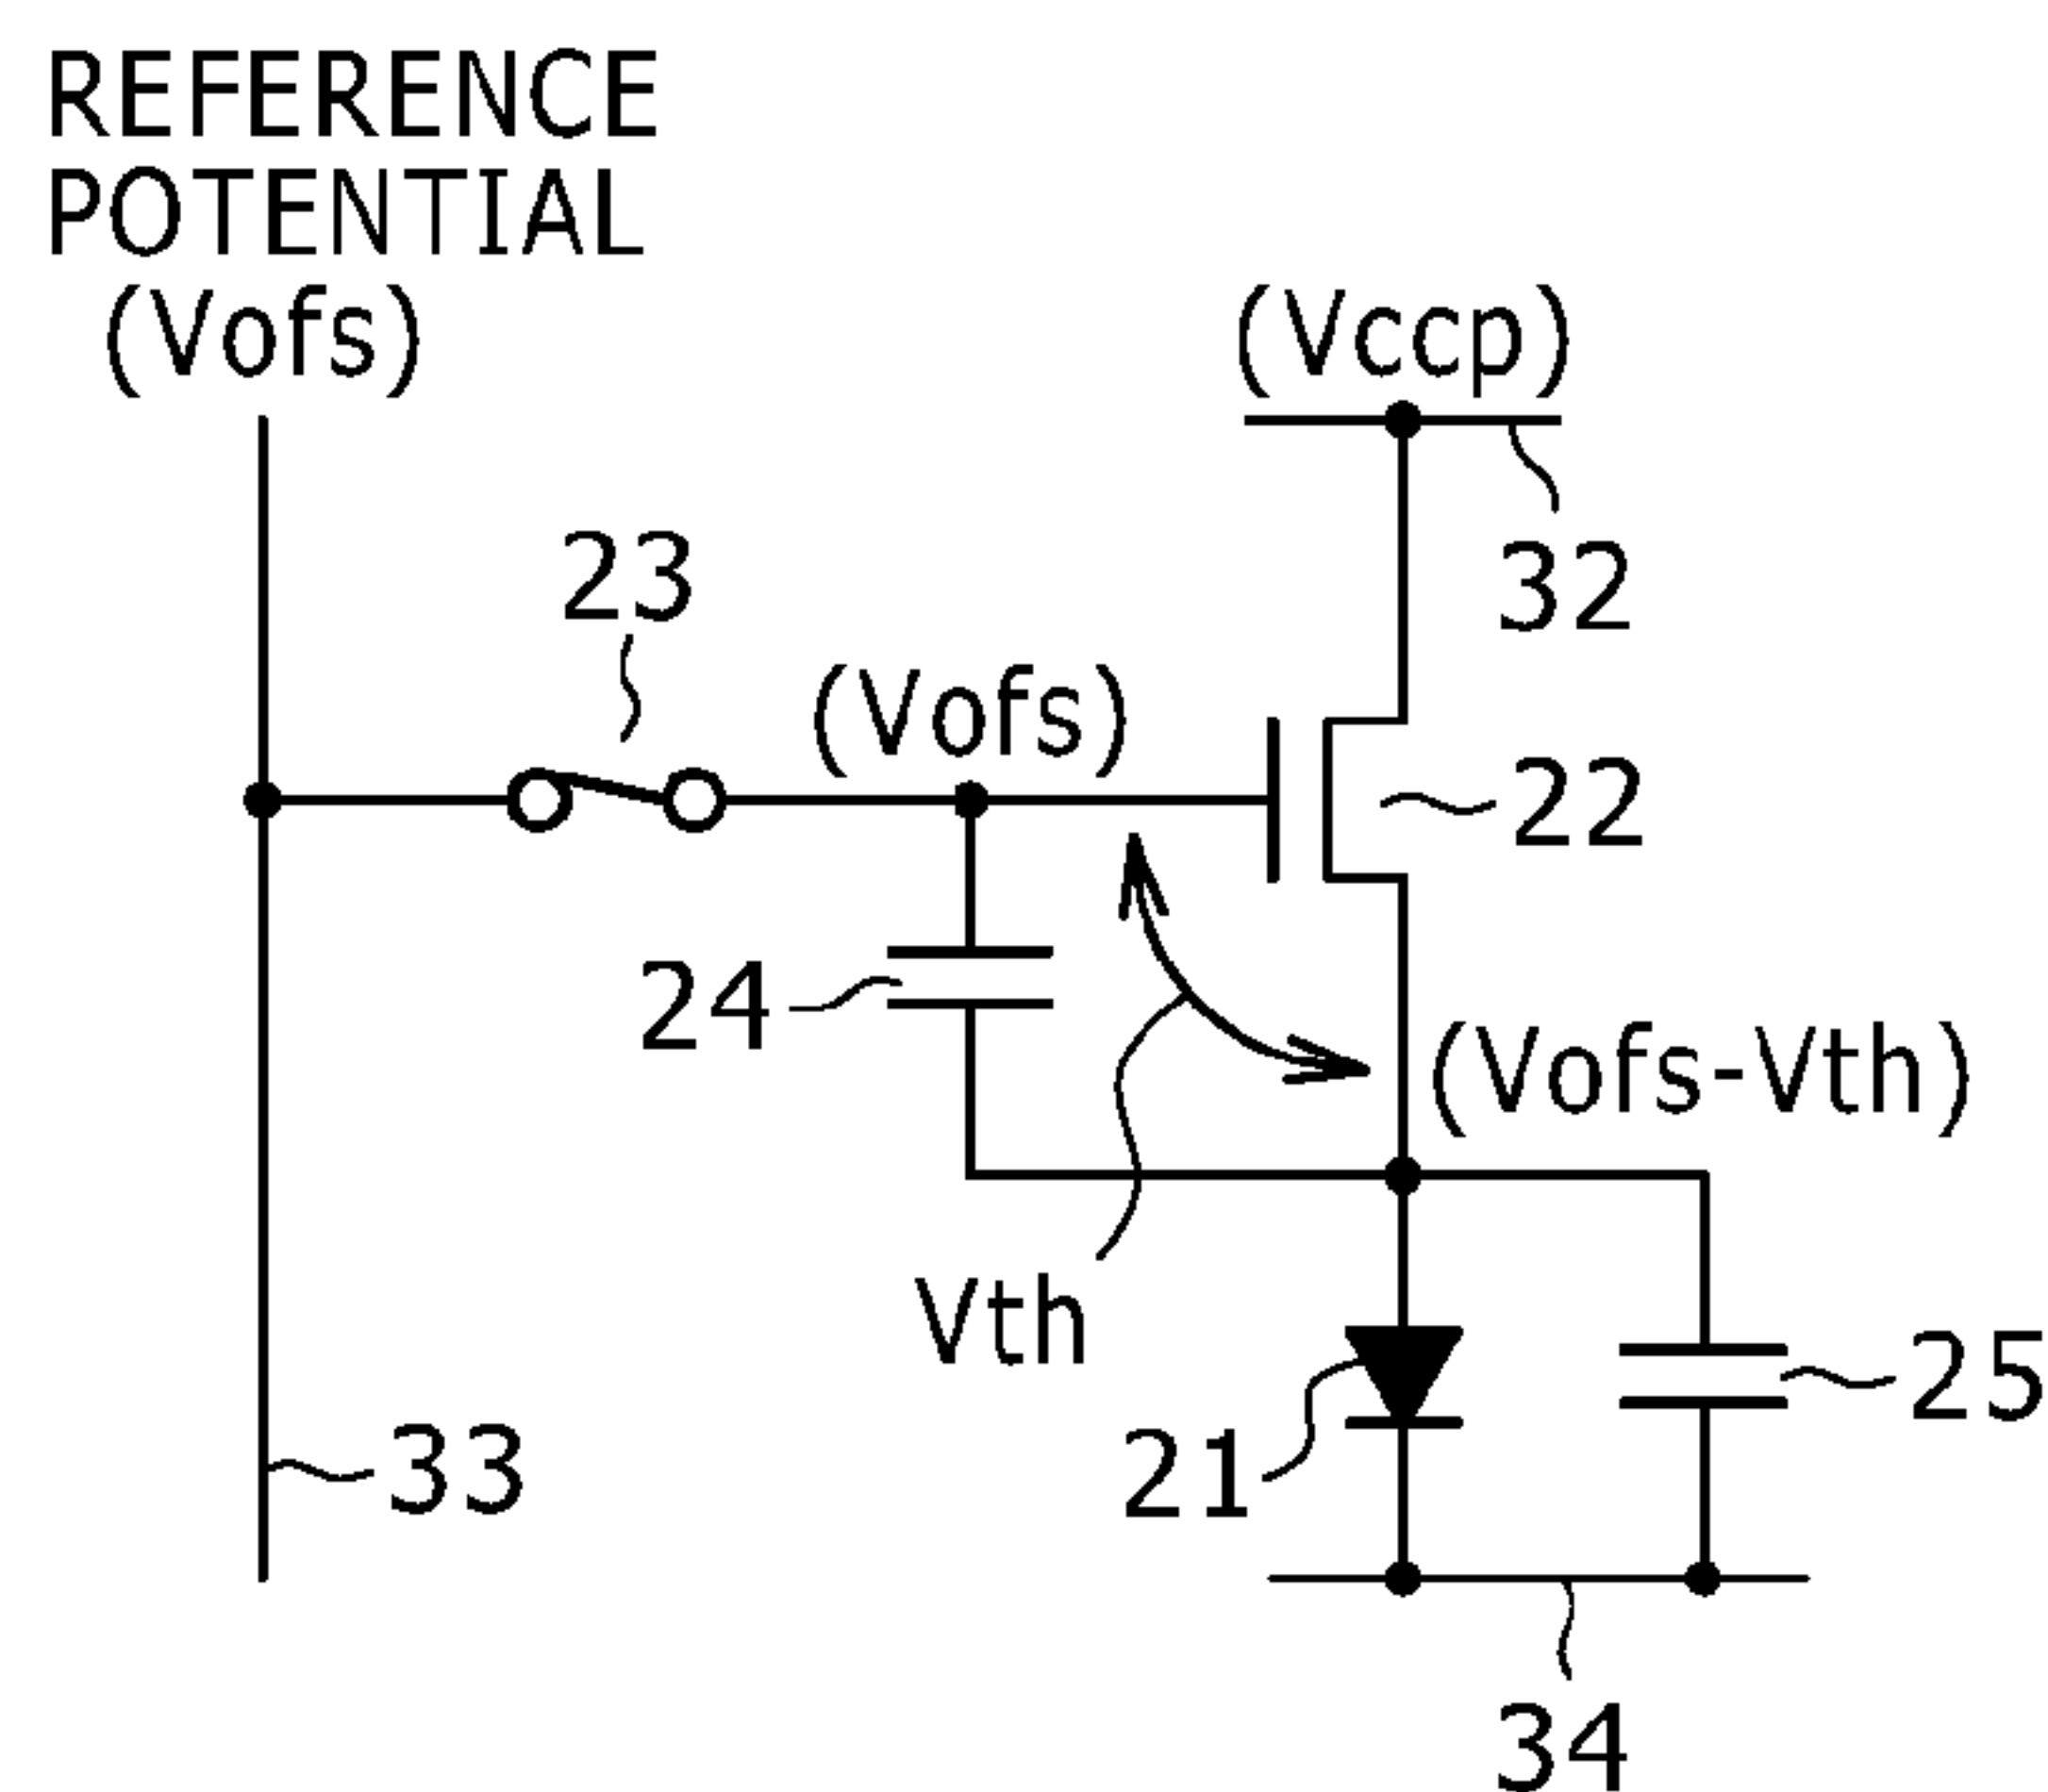 REFERENCE
POTENTIAL
(Vofs)
(Vccp)
32
23
(Vofs)
22
24
(Vofs-Vth)
Vth
25
21
33
34